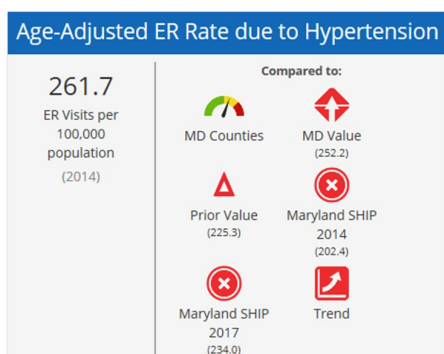 Age-Adjusted ER Rate due to Hypertension
261.7
ER Visits per
100,000
population
(2014)
Compared to:
MD Counties
MD Value
(252.2)
Prior Value
(225.3)
Maryland SHIP
2014
(202.4)
Maryland SHIP
2017
(234.0)
Trend